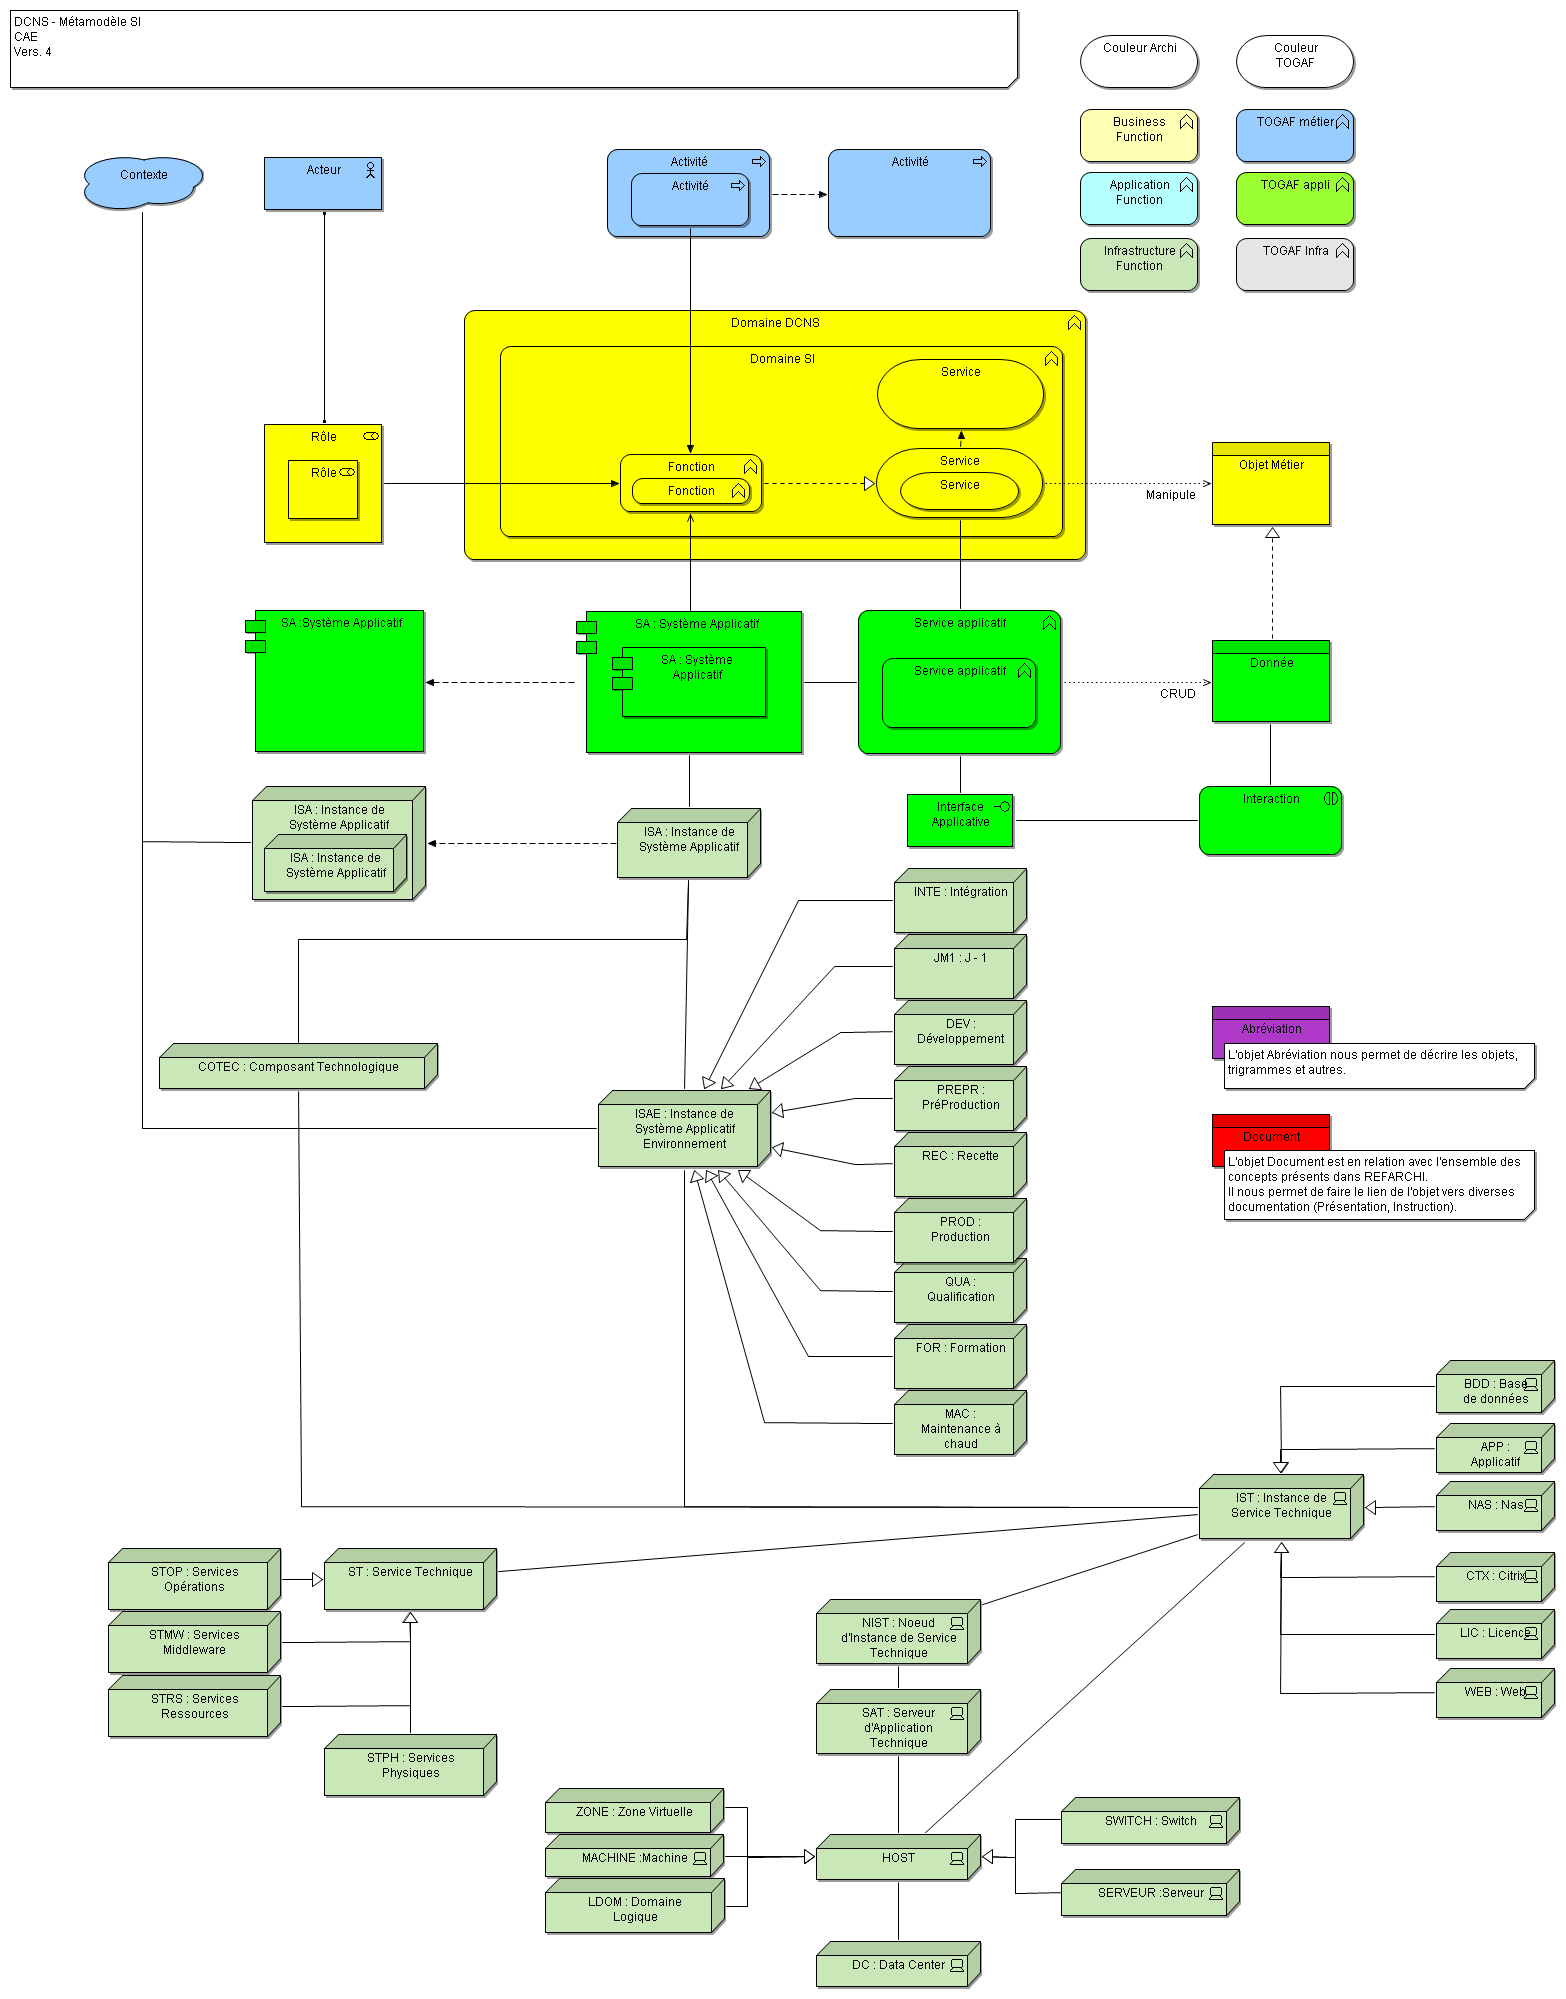 DCNS - Métamodèle SI
CAE
Vers. 4
Couleur Archi
Couleur
TOGAF
Business
Function
TOGAF métier
Application
Function
TOGAF appli
Infrastructure
Function
TOGAF Infra
Contexte
Acteur
Activité
Activité
Activité
Domaine DCNS
Domaine SI
Service
Rôle
Rôle
Fonction
Fonction
Service
Service
Manipule
Objet Métier
SA :Système Applicatif
SA : Système Applicatif
SA : Système
Applicatif
Service applicatif
Service applicatif
CRUD
Donnée
ISA : Instance de
Système Applicatif
ISA : Instance de
Système Applicatif
ISA : Instance de
Système Applicatif
Interface
Applicative
Interaction
INTE : Intégration
JM1 : J - 1
DEV :
Développement
PREPR :
PréProduction
REC : Recette
PROD :
Production
QUA :
Qualification
FOR : Formation
MAC :
Maintenance à
chaud
COTEC : Composant Technologique
ISAE : Instance de
Système Applicatif
Environnement
Abréviation
L'objet Abréviation nous permet de décrire les objets,
trigrammes et autres.
Document
L'objet Document est en relation avec l'ensemble des
concepts présents dans REFARCHI.
Il nous permet de faire le lien de l'objet vers diverses
documentation (Présentation, Instruction).
BDD : Base
de données
APP :
Applicatif
IST : Instance de
Service Technique
NAS : Nas
CTX : Citrix
LIC : Licence
WEB : Web
STOP : Services
Opérations
ST : Service Technique
STMW : Services
Middleware
STRS : Services
Ressources
STPH : Services
Physiques
NIST : Noeud
d'Instance de Service
Technique
SAT : Serveur
d'Application
Technique
ZONE : Zone Virtuelle
MACHINE :Machine
LDOM : Domaine
Logique
HOST
SWITCH : Switch
SERVEUR :Serveur
DC : Data Center